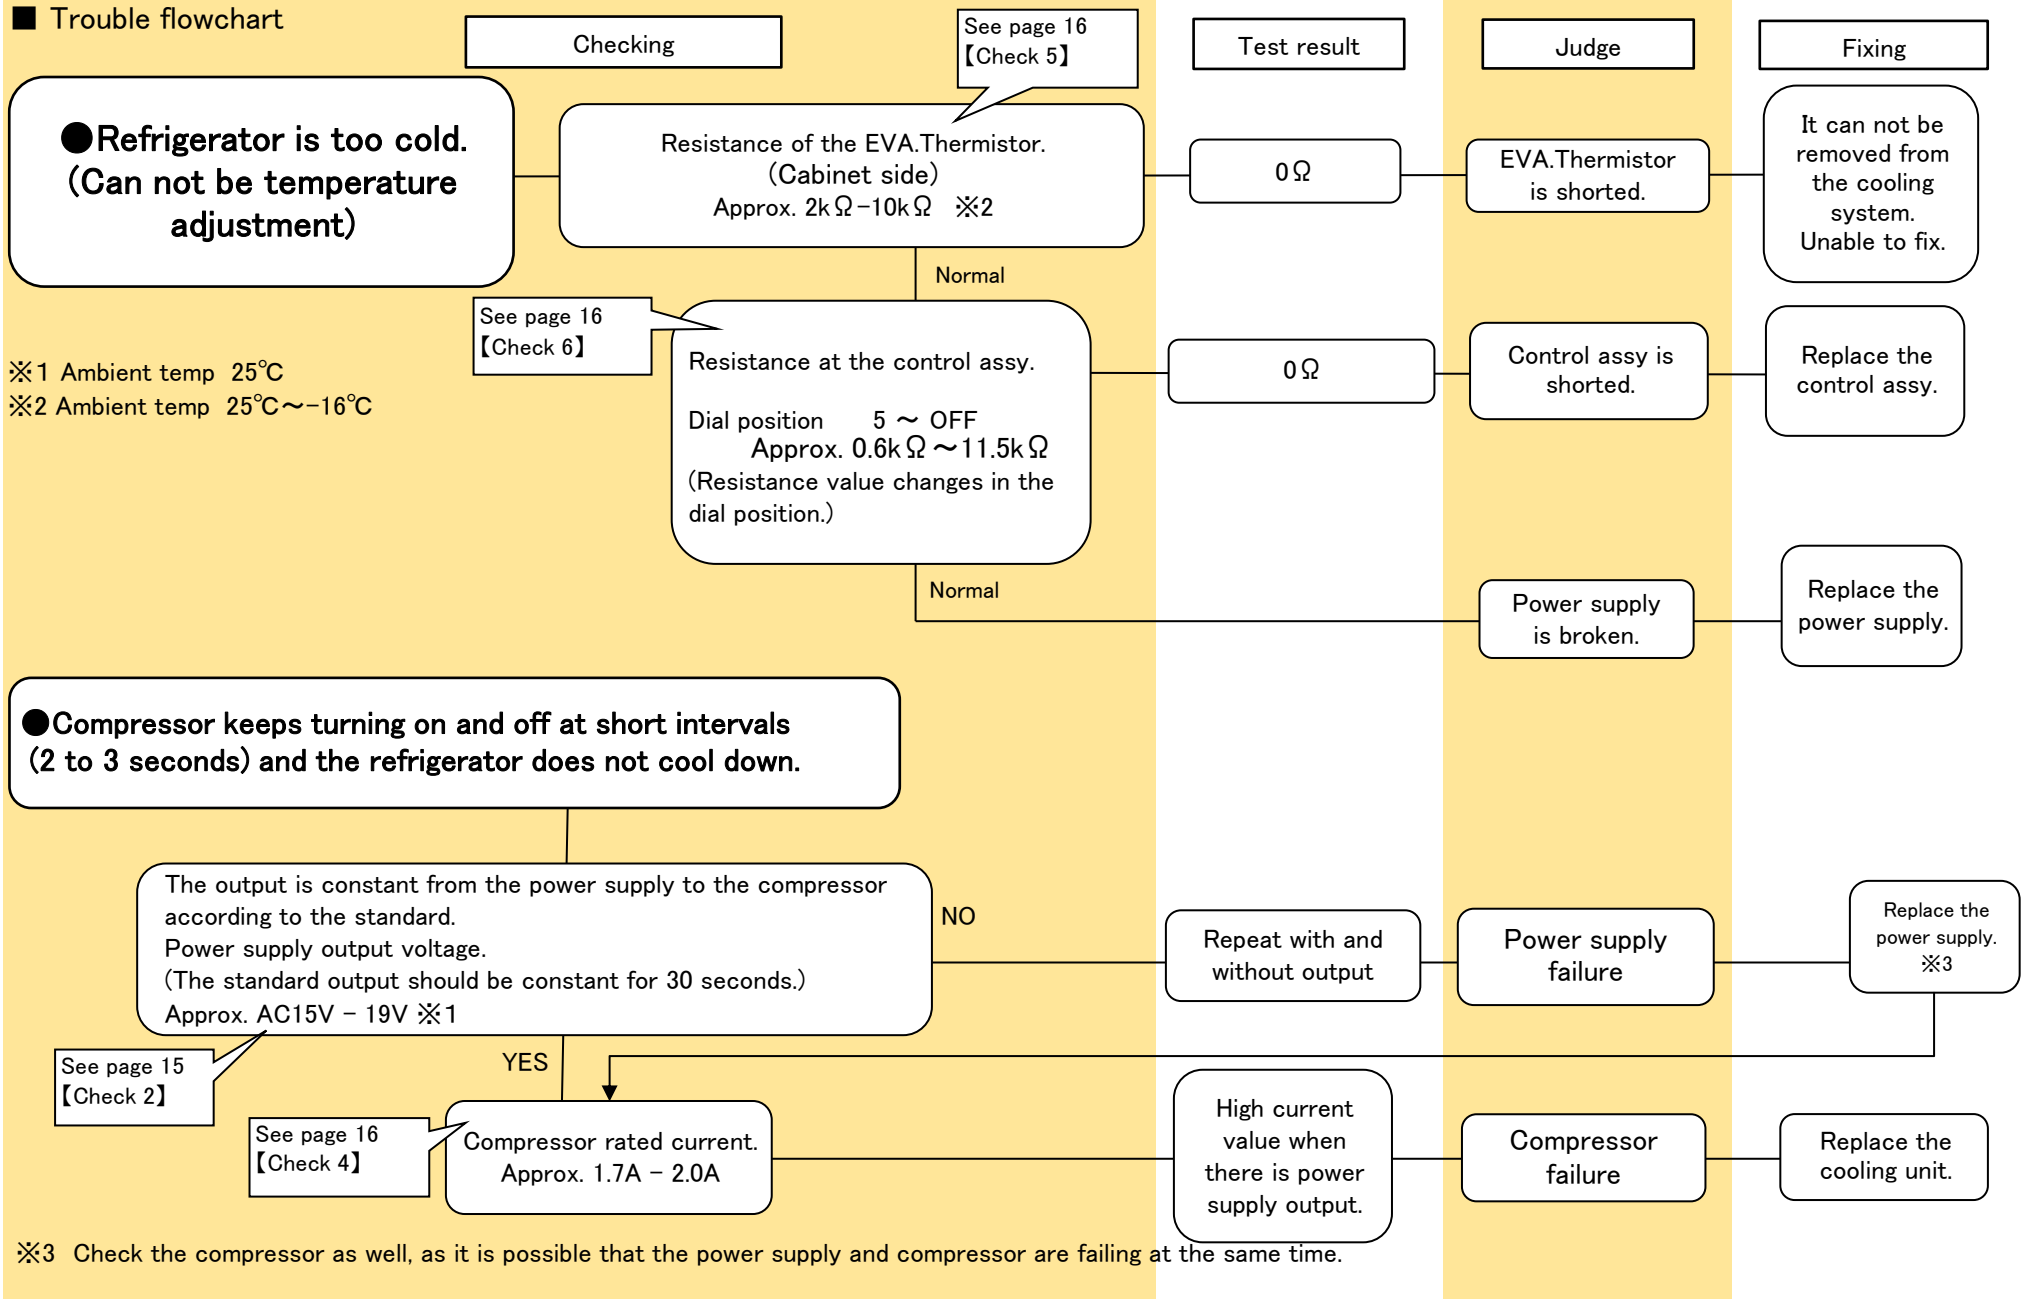 ■ Trouble flowchart
Checking
See page 16
【Check 5】
Test result
Judge
Fixing
●Refrigerator is too cold.
(Can not be temperature
adjustment)
Resistance of the EVA.Thermistor.
(Cabinet side)
Approx. 2kΩ-10kΩ ※2
0Ω
EVA.Thermistor
is shorted.
It can not be
removed from
the cooling
system.
Unable to fix.
Normal
See page 16
【Check 6】
※1 Ambient temp 25℃
※2 Ambient temp 25℃～-16℃
Resistance at the control assy.
Dial position 5 ～ OFF
Approx. 0.6kΩ～11.5kΩ
(Resistance value changes in the
dial position.)
0Ω
Control assy is
shorted.
Replace the
control assy.
Normal
Power supply
is broken.
Replace the
power supply.
●Compressor keeps turning on and off at short intervals
(2 to 3 seconds) and the refrigerator does not cool down.
The output is constant from the power supply to the compressor
according to the standard.
Power supply output voltage.
(The standard output should be constant for 30 seconds.)
Approx. AC15V - 19V ※1
NO
Repeat with and
without output
Power supply
failure
Replace the
power supply.
※3
See page 15
【Check 2】
YES
See page 16
【Check 4】
Compressor rated current.
Approx. 1.7A - 2.0A
High current
value when
there is power
supply output.
Compressor
failure
Replace the
cooling unit.
※3 Check the compressor as well, as it is possible that the power supply and compressor are failing at the same time.